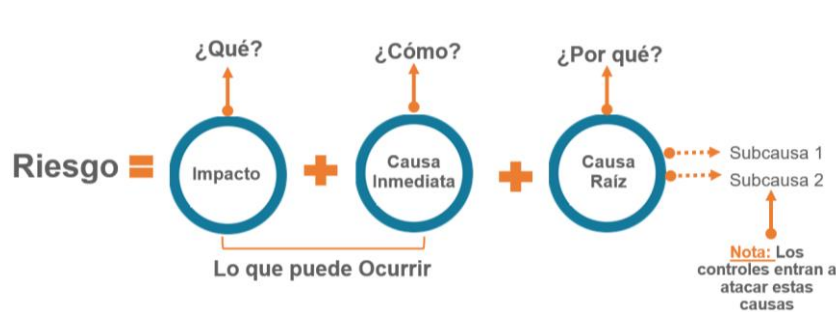 ¿Qué?
¿Cómo?
¿Por qué?
Riesgo =
Impacto
+
Causa
Inmediata
+
Causa
Raíz
Subcausa 1
Subcausa 2
Lo que puede Ocurrir
Nota: Los
controles entran a
atacar estas
causas